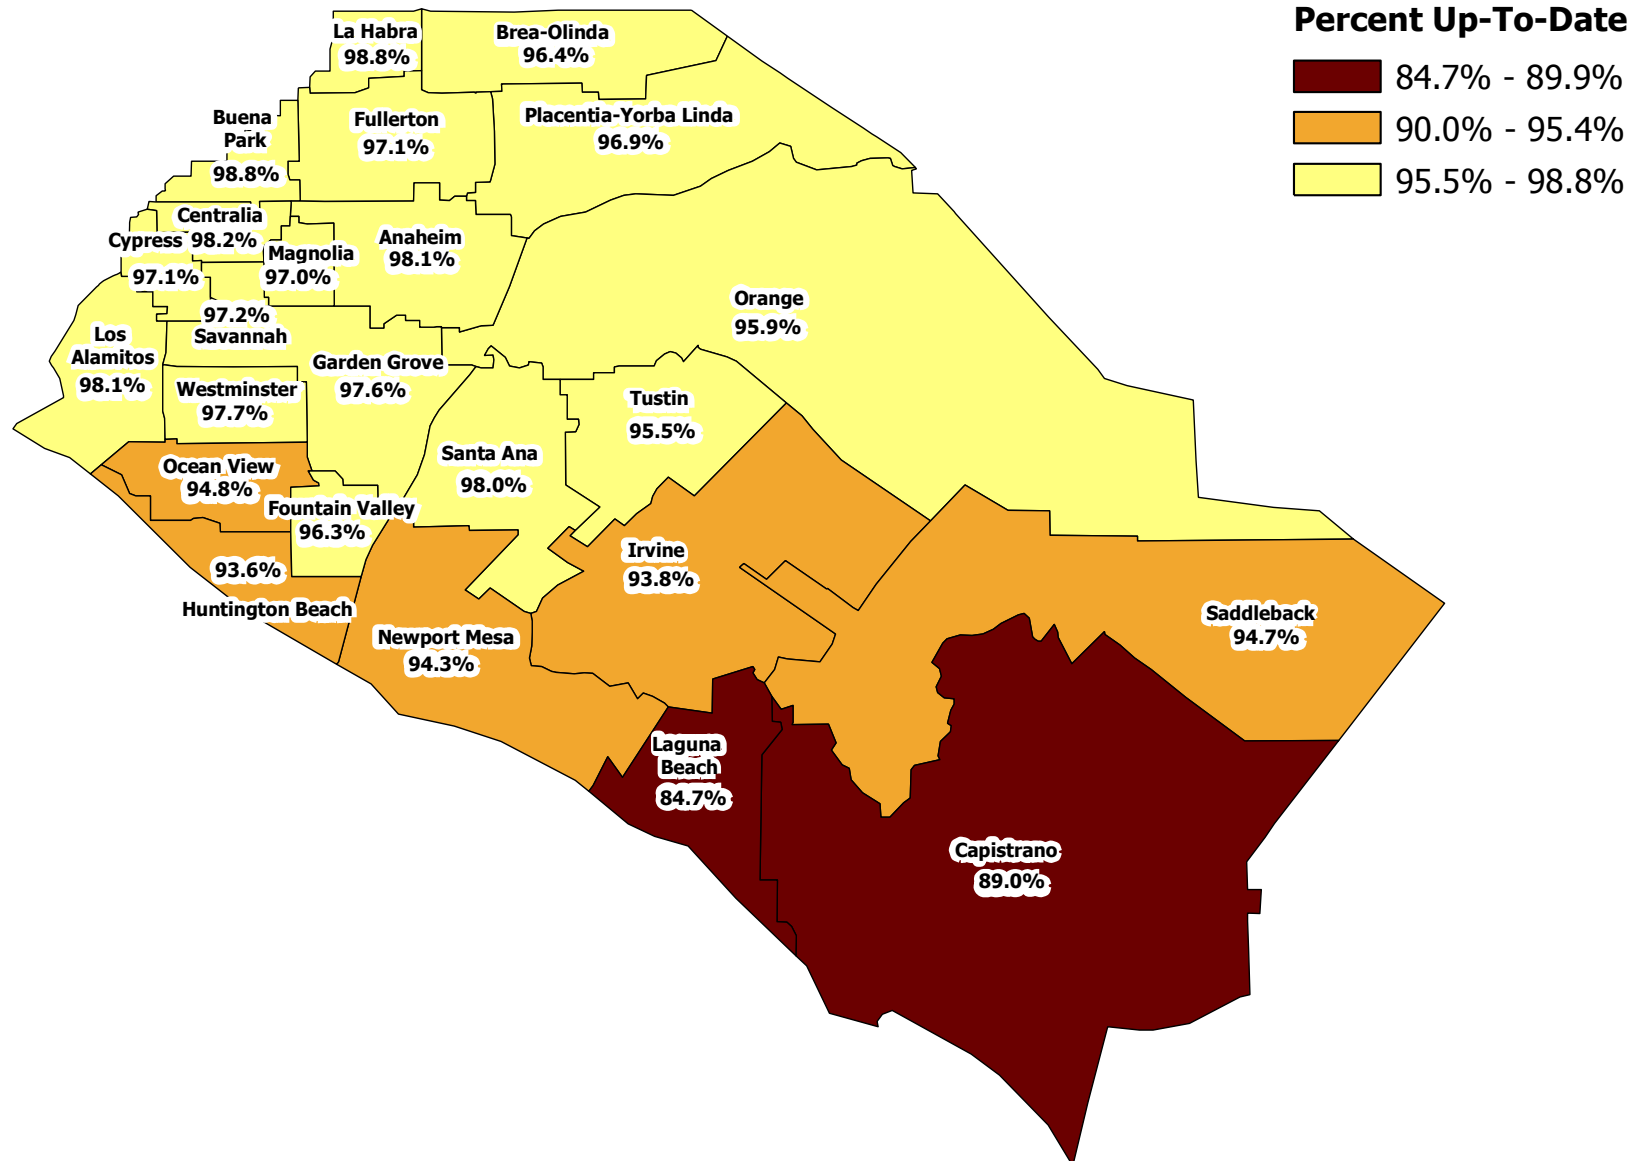 Percent Up-To-Date
84.7% - 89.9%
90.0% - 95.4%
95.5% - 98.8%
La Habra
98.8%
Brea-Olinda
96.4%
Buena
Park
98.8%
Fullerton
97.1%
Placentia-Yorba Linda
96.9%
Centralia
98.2%
Cypress
97.1%
Magnolia
97.0%
Anaheim
98.1%
97.2%
Savannah
Orange
95.9%
Los
Alamitos
98.1%
Garden Grove
97.6%
Westminster
97.7%
Tustin
95.5%
Santa Ana
98.0%
Ocean View
94.8%
Fountain Valley
96.3%
93.6%
Huntington Beach
Irvine
93.8%
Newport Mesa
94.3%
Saddleback
94.7%
Laguna
Beach
84.7%
Capistrano
89.0%